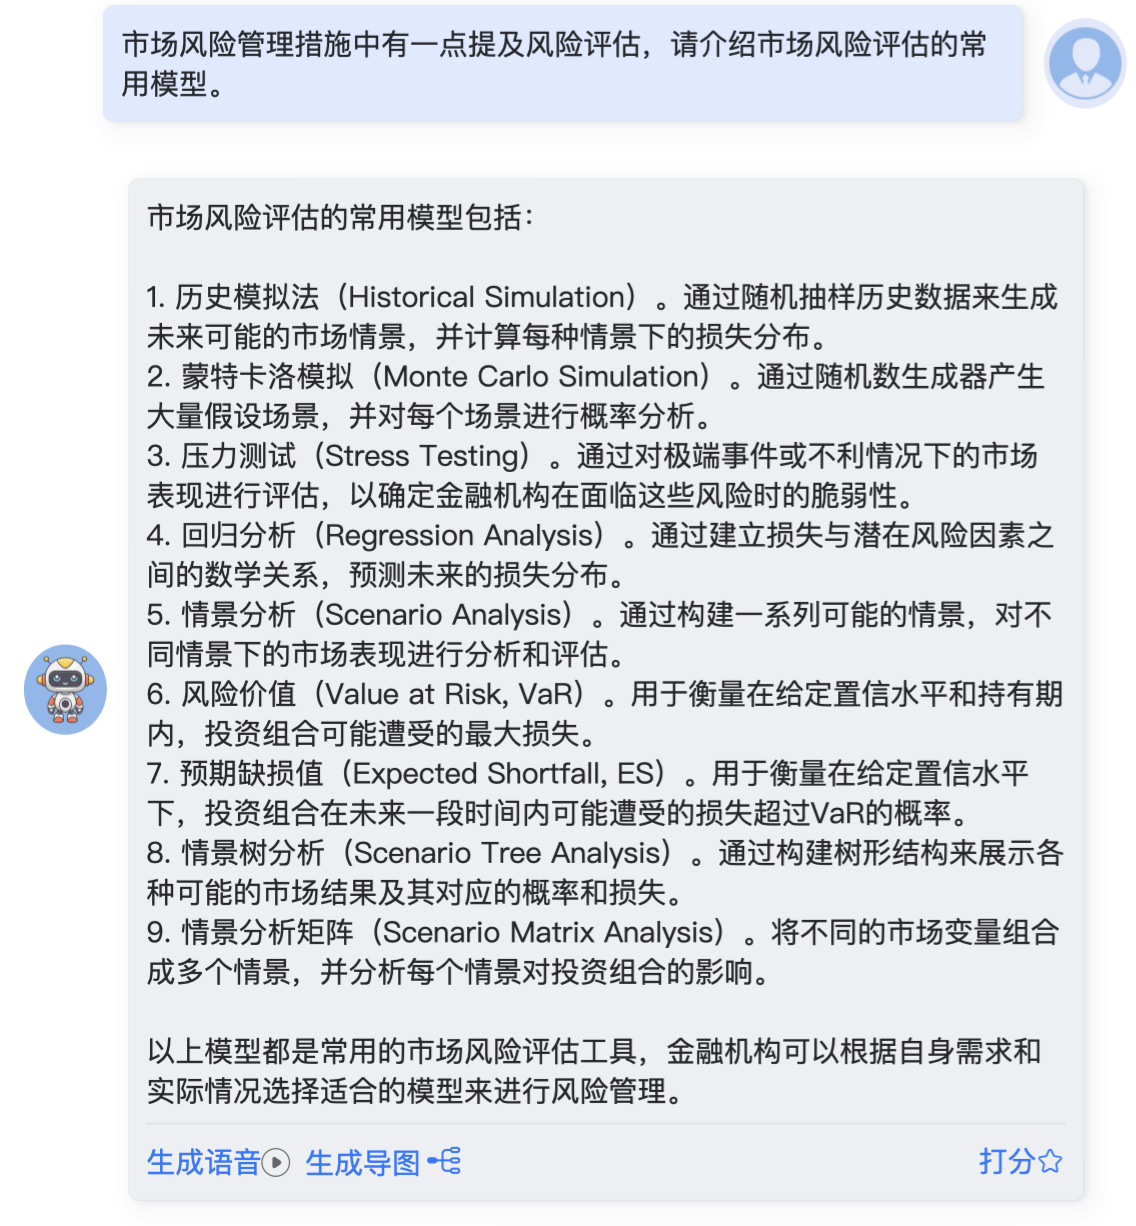 市场风险管理措施中有一点提及风险评估，请介绍市场风险评估的常
用模型。
市场风险评估的常用模型包括：
1. 历史模拟法（Historical Simulation）。通过随机抽样历史数据来生成
未来可能的市场情景，并计算每种情景下的损失分布。
2. 蒙特卡洛模拟（Monte Carlo Simulation）。通过随机数生成器产生
大量假设场景，并对每个场景进行概率分析。
3. 压力测试（Stress Testing）。通过对极端事件或不利情况下的市场
表现进行评估，以确定金融机构在面临这些风险时的脆弱性。
4. 回归分析（Regression Analysis）。通过建立损失与潜在风险因素之
间的数学关系，预测未来的损失分布。
5. 情景分析（Scenario Analysis）。通过构建一系列可能的情景，对不
同情景下的市场表现进行分析和评估。
6. 风险价值（Value at Risk, VaR）。用于衡量在给定置信水平和持有期
内，投资组合可能遭受的最大损失。
7. 预期缺损值（Expected Shortfall, ES）。用于衡量在给定置信水平
下，投资组合在未来一段时间内可能遭受的损失超过VaR的概率。
8. 情景树分析（Scenario Tree Analysis）。通过构建树形结构来展示各
种可能的市场结果及其对应的概率和损失。
9. 情景分析矩阵（Scenario Matrix Analysis）。将不同的市场变量组合
成多个情景，并分析每个情景对投资组合的影响。
以上模型都是常用的市场风险评估工具，金融机构可以根据自身需求和
实际情况选择适合的模型来进行风险管理。
生成语音 生成导图 打分